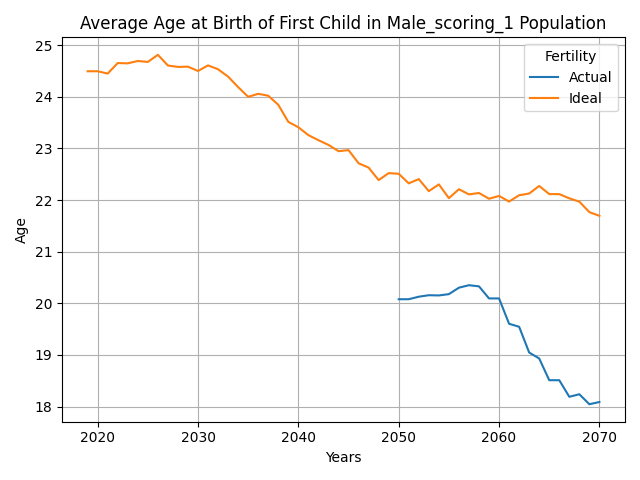 Average Age at Birth of First Child in Male_scoring_1 Population
Fertility
Actual
Ideal
Age
25
24
23
22
21
20
19
18
2020 2030 2040 2050 2060 2070
Years